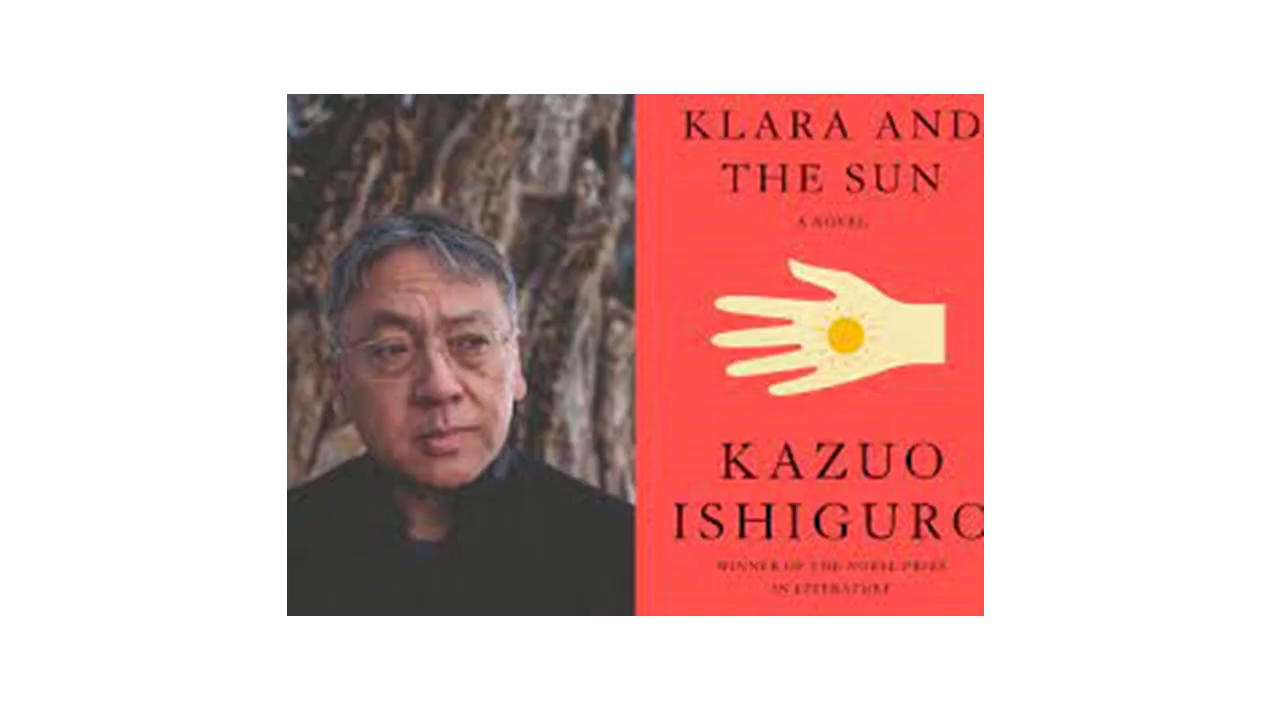 KLARA AND
THE SUN
A NOVEL
KAZUO
ISHIGURO
WINNER OF THE NOBEL PRIZE
IN LITERATURE